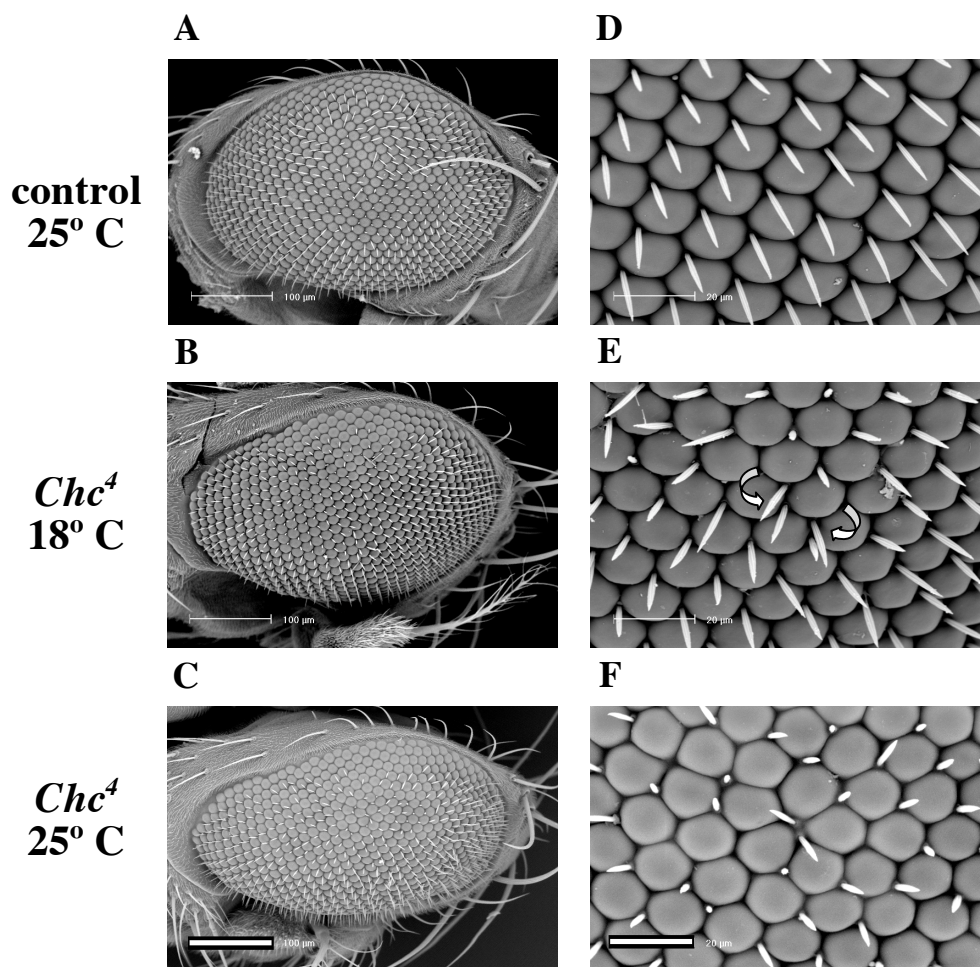 A
D
control
25º C
100 µm
20 µm
B
E
Chc⁴
18º C
100 µm
20 µm
C
F
Chc⁴
25º C
100 µm
20 µm